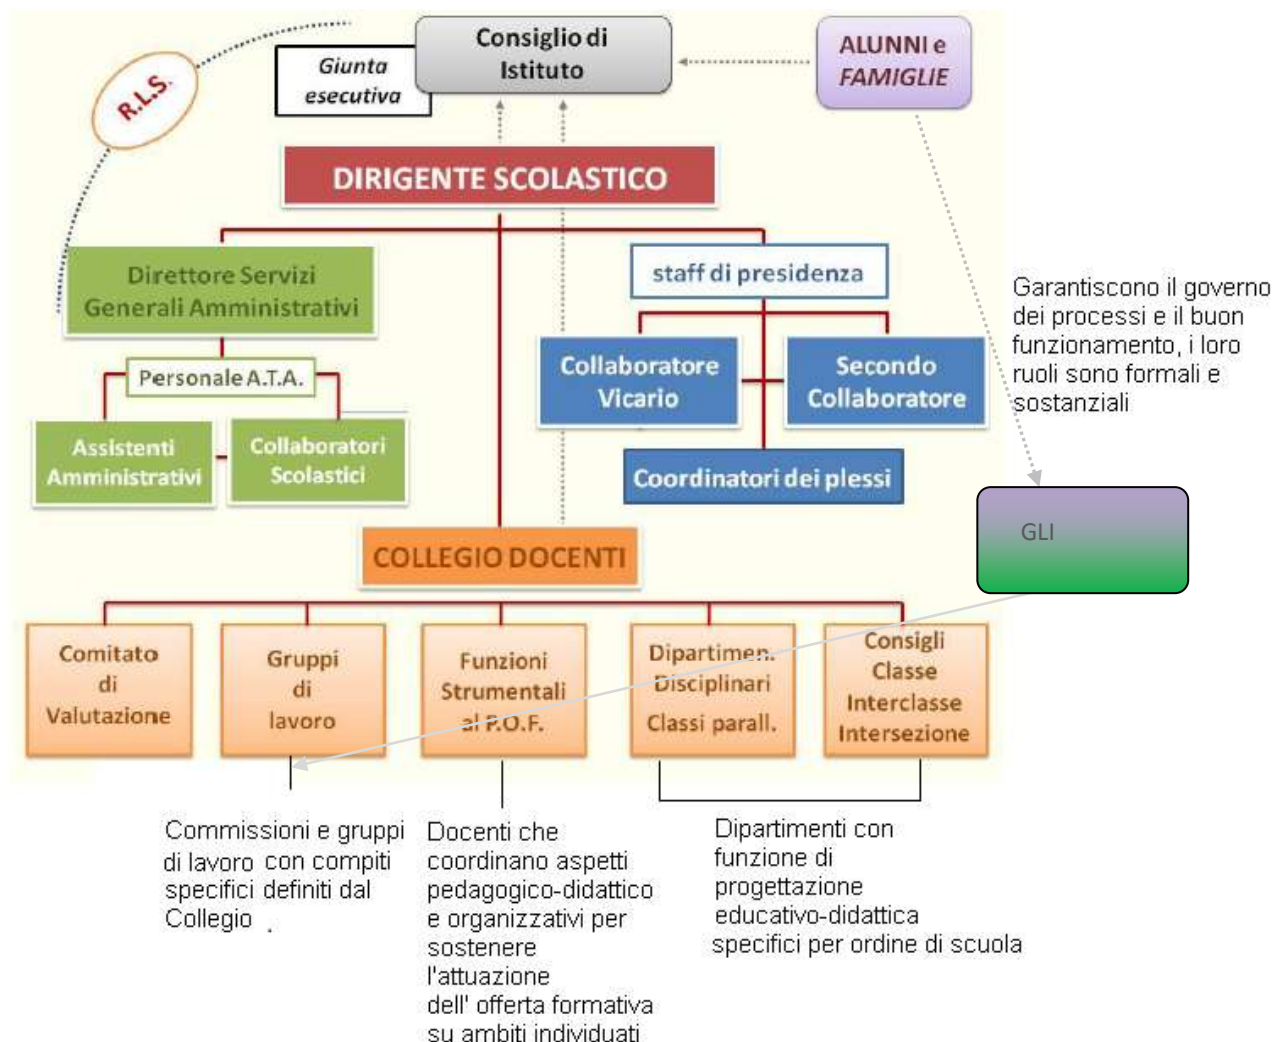 Consiglio di
Istituto
Giunta
esecutiva
ALUNNI e
FAMIGLIE
R.L.S.
DIRIGENTE SCOLASTICO
Direttore Servizi
Generali Amministrativi
staff di presidenza
Garantiscono il governo
dei processi e il buon
funzionamento, i loro
ruoli sono formali e
sostanziali
Personale A.T.A.
Collaboratore
Vicario
Secondo
Collaboratore
Assistenti
Amministrativi
Collaboratori
Scolastici
Coordinatori dei plessi
GLI
COLLEGIO DOCENTI
Comitato
di
Valutazione
Gruppi
di
lavoro
Funzioni
Strumentali
al P.O.F.
Dipartimen.
Disciplinari
Classi parall.
Consigli
Classe
Interclasse
Intersezione
Commissioni e gruppi
di lavoro con compiti
specifici definiti dal
Collegio .
Docenti che
coordinano aspetti
pedagogico-didattico
e organizzativi per
sostenere
l'attuazione
dell' offerta formativa
su ambiti individuati
Dipartimenti con
funzione di
progettazione
educativo-didattica
specifici per ordine di scuola